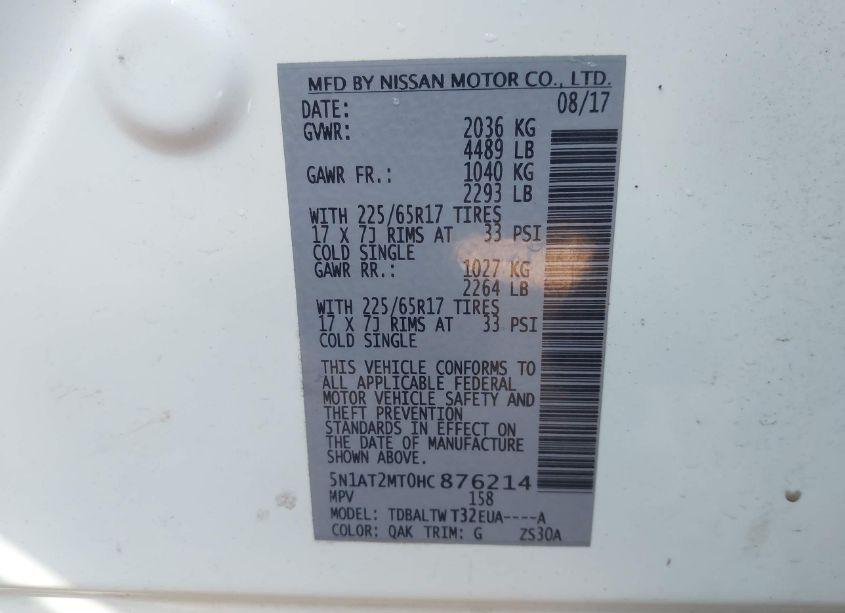 MFD BY NISSAN MOTOR CO., LTD.
DATE: 08/17
GVWR: 2036 KG
4489 LB
GAWR FR.: 1040 KG
2293 LB
WITH 225/65R17 TIRES
17 X 7J RIMS AT 33 PSI
COLD SINGLE
GAWR RR.: 1027 KG
2264 LB
WITH 225/65R17 TIRES
17 X 7J RIMS AT 33 PSI
COLD SINGLE
THIS VEHICLE CONFORMS TO
ALL APPLICABLE FEDERAL
MOTOR VEHICLE SAFETY AND
THEFT PREVENTION
STANDARDS IN EFFECT ON
THE DATE OF MANUFACTURE
SHOWN ABOVE.
5N1AT2MT0HC876214
MPV 158
MODEL: TDBALTW T32EUA----A
COLOR: QAK TRIM: G ZS30A